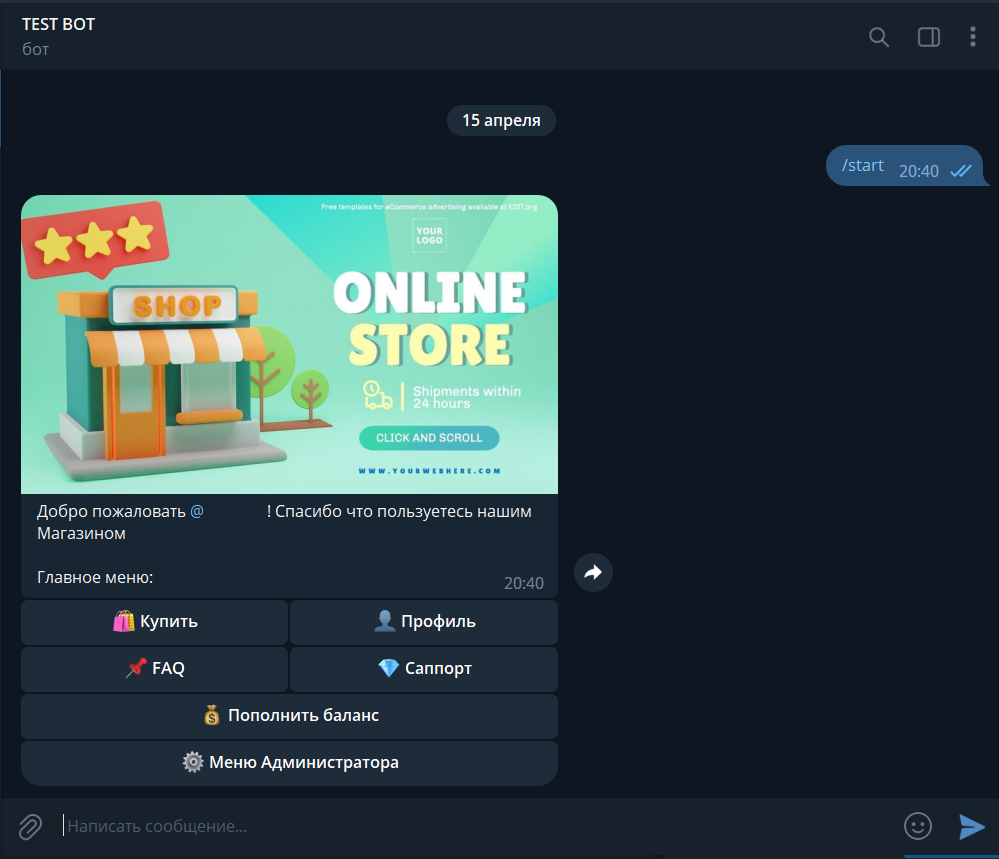 TEST BOT
бот
15 апреля
/start 20:40
Free templates for eCommerce advertising available at EDIT.org
YOUR
LOGO
SHOP
ONLINE
STORE
Shipments within
24 hours
CLICK AND SCROLL
WWW.YOURWEBHERE.COM
Добро пожаловать @ ! Спасибо что пользуетесь нашим
Магазином
Главное меню:
20:40
Купить
Профиль
FAQ
Саппорт
Пополнить баланс
Меню Администратора
Написать сообщение...